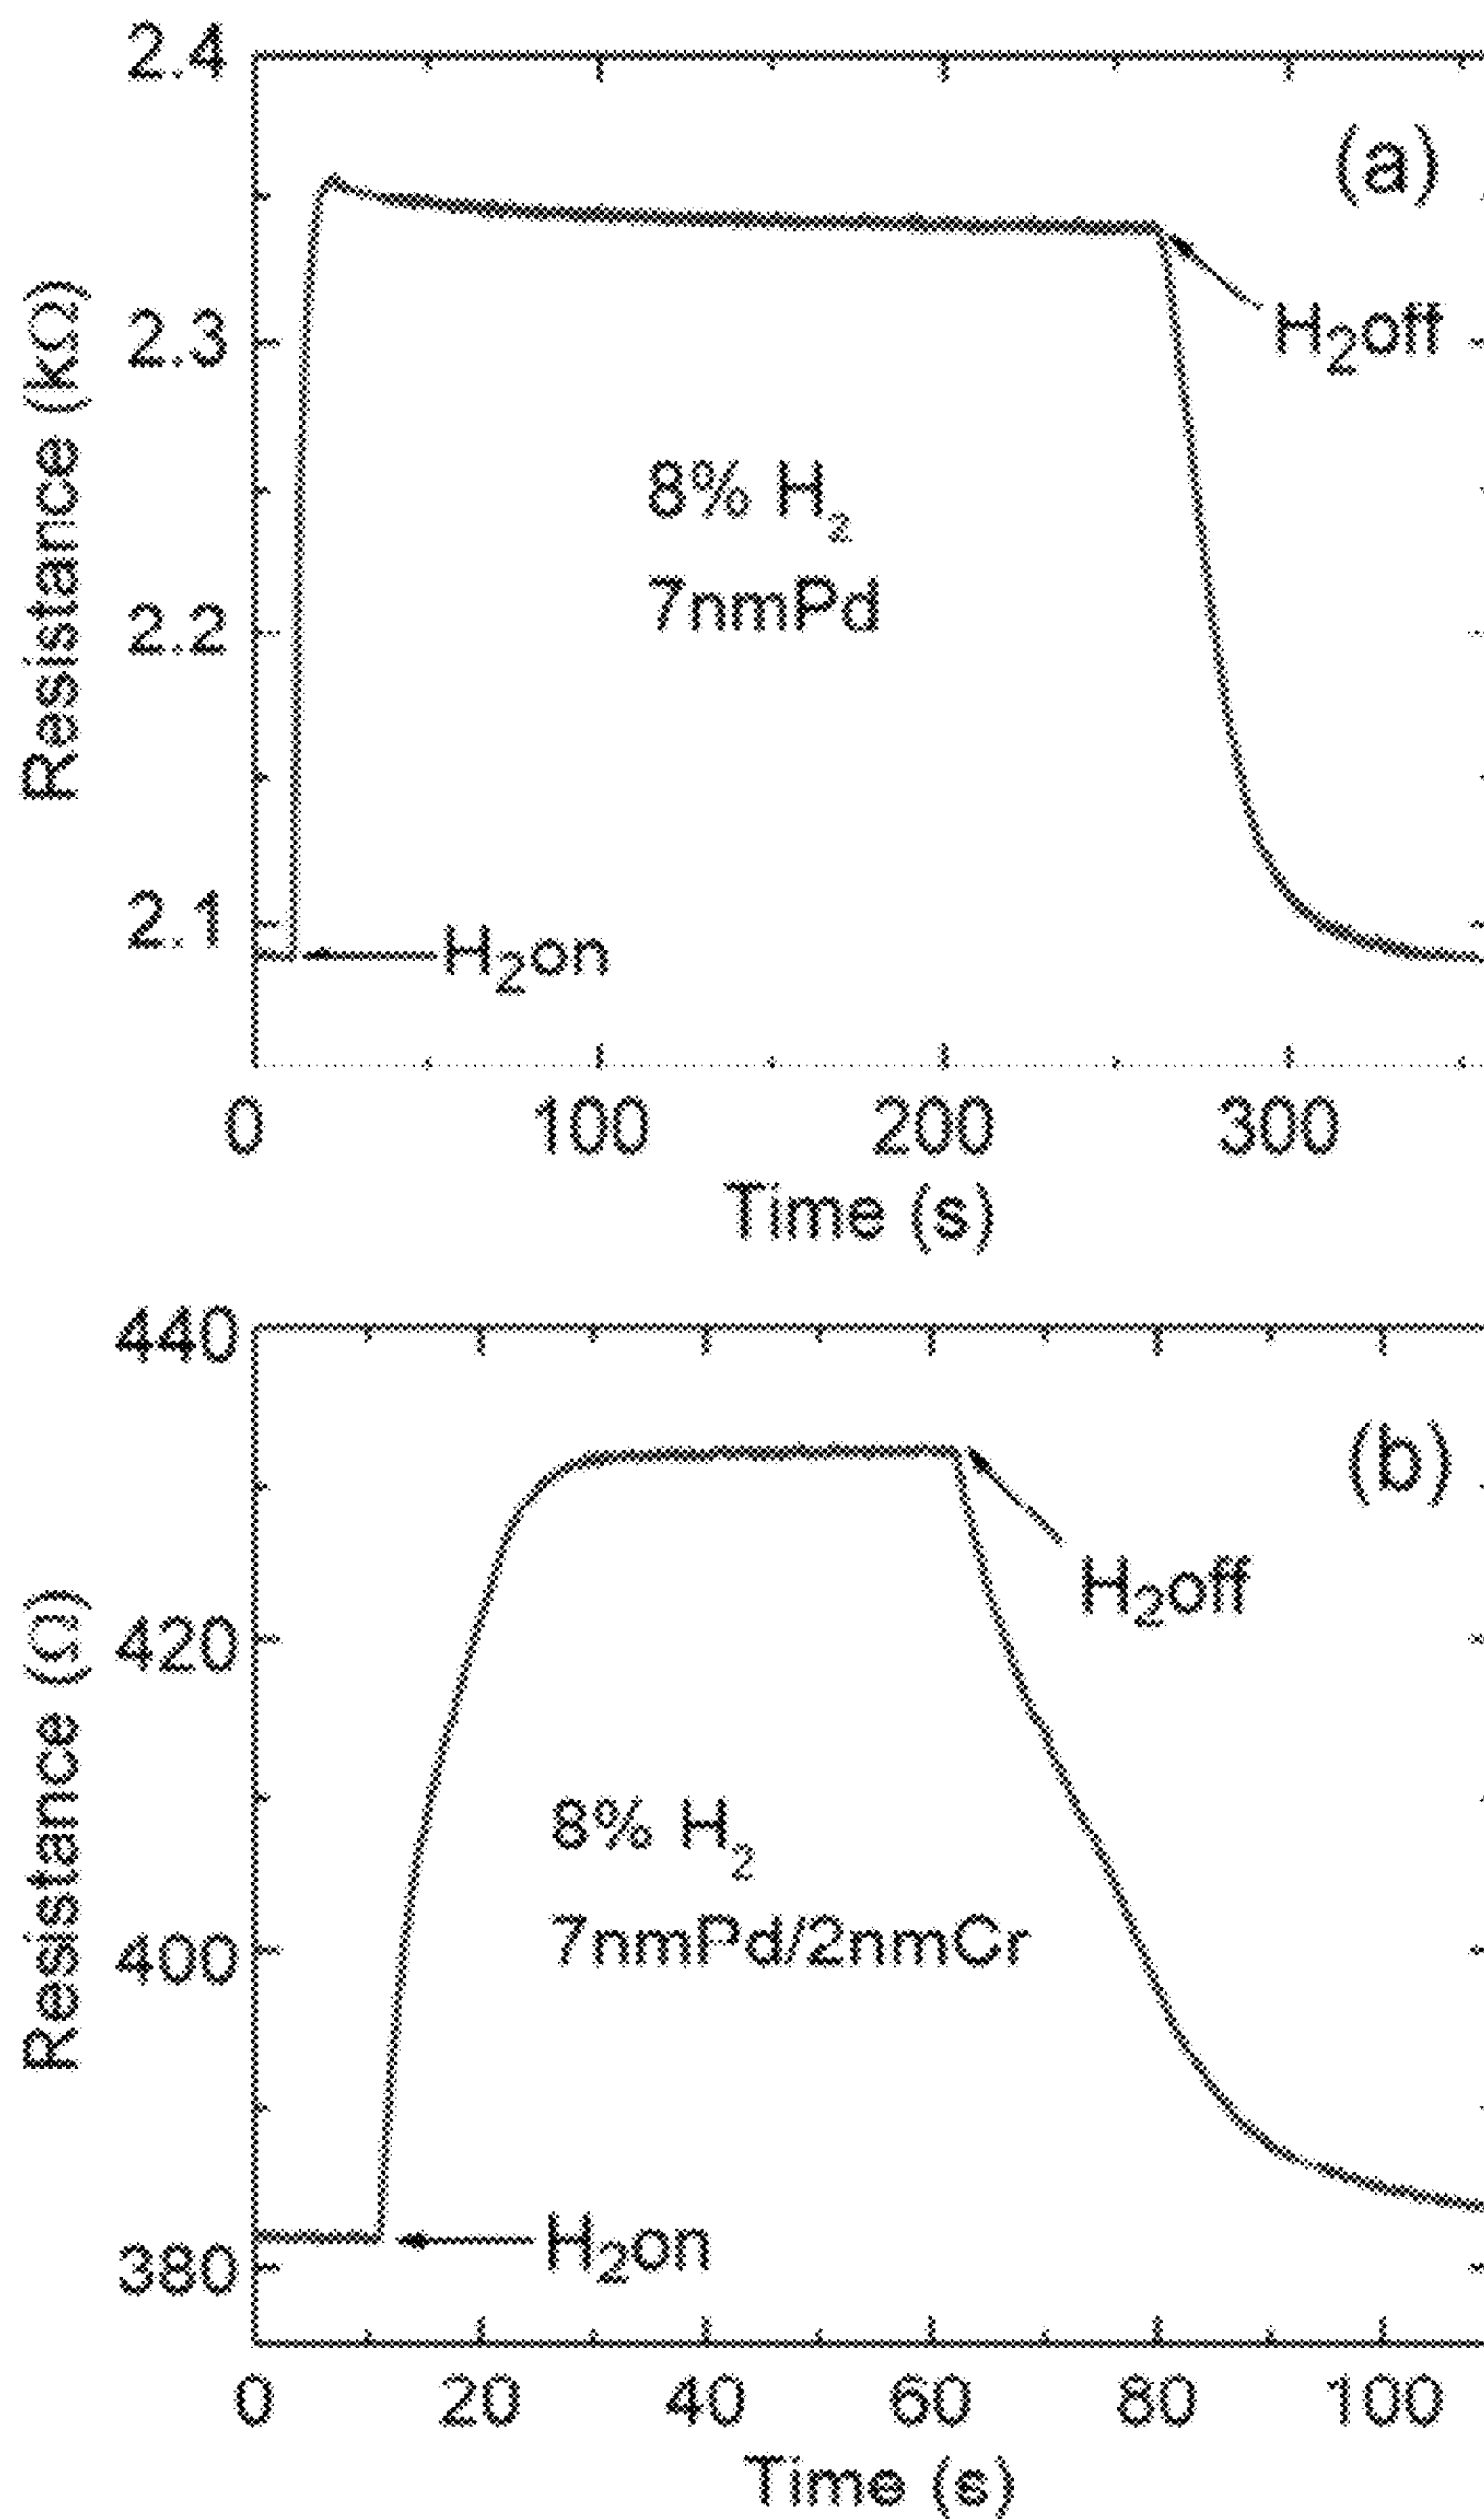 2.4
(a)
2.3
H₂off
Resistance (kΩ)
8% H₂
7nmPd
2.2
2.1
H₂on
0 100 200 300
Time (s)
440
(b)
H₂off
420
Resistance (Ω)
8% H₂
400
7nmPd/2nmCr
H₂on
380
0 20 40 60 80 100
Time (s)